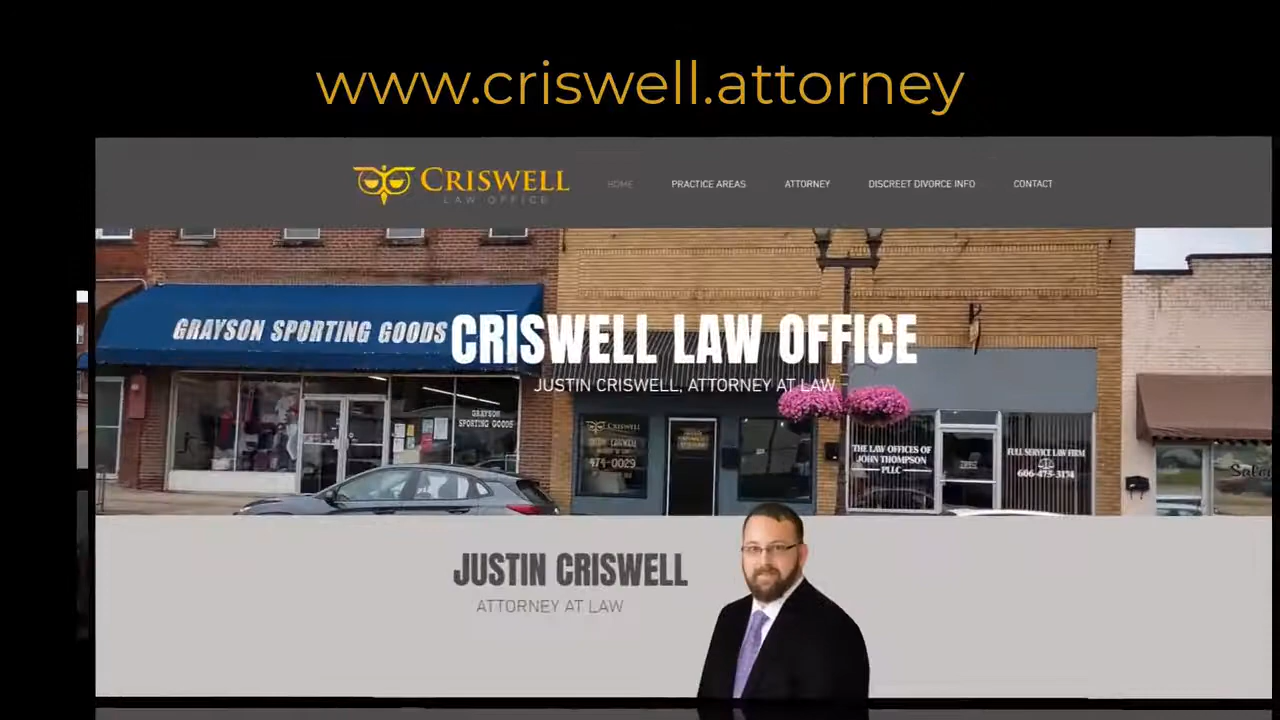 www.criswell.attorney
CRISWELL
LAW OFFICE
HOME
PRACTICE AREAS
ATTORNEY
DISCREET DIVORCE INFO
CONTACT
GRAYSON SPORTING GOODS
CRISWELL LAW OFFICE
JUSTIN CRISWELL, ATTORNEY AT LAW
GRAYSON
SPORTING GOODS
CRISWELL
474-0029
THE LAW OFFICES OF
JOHN THOMPSON
PLLC
FULL SERVICE LAW FIRM
606-475-3174
JUSTIN CRISWELL
ATTORNEY AT LAW